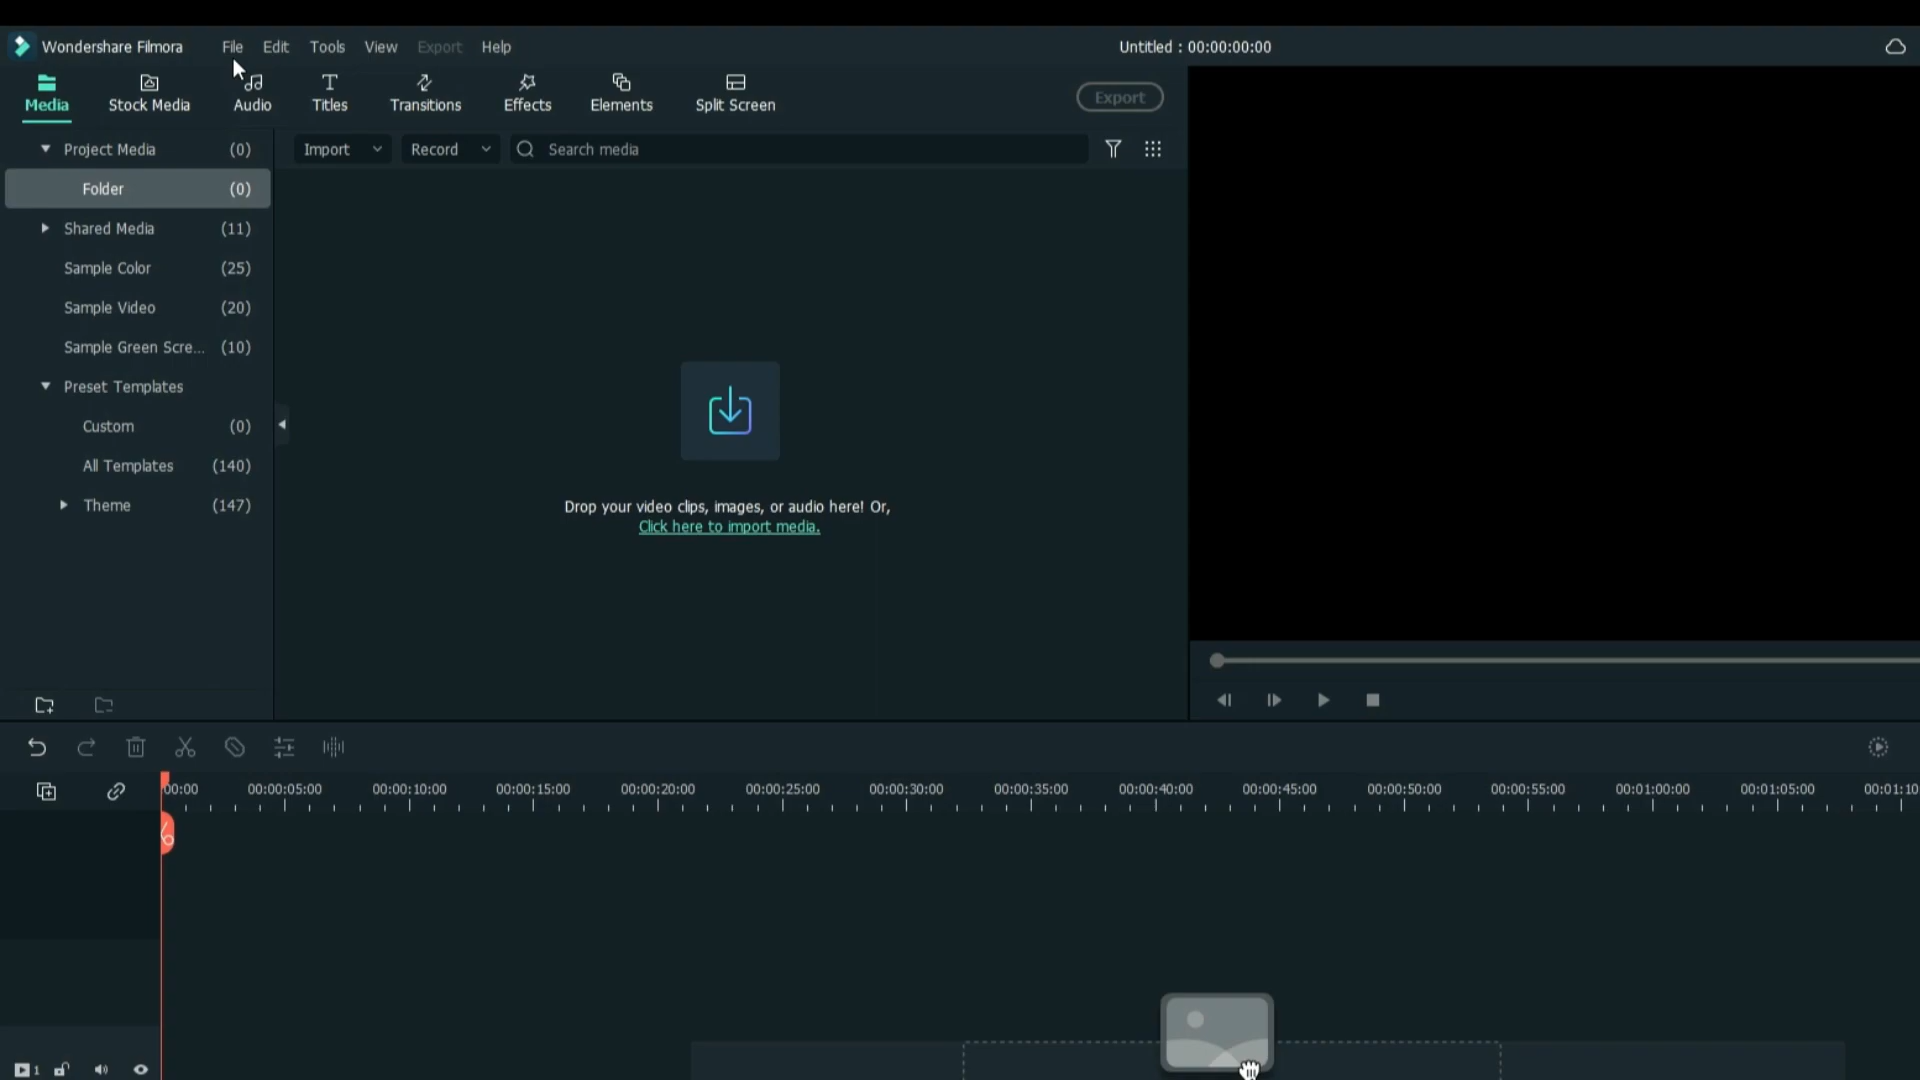 Wondershare Filmora File Edit Tools View Export Help Untitled : 00:00:00:00
Media Stock Media Audio Titles Transitions Effects Elements Split Screen Export
Project Media (0) Import Record Search media
Folder (0)
Shared Media (11)
Sample Color (25)
Sample Video (20)
Sample Green Scre... (10)
Preset Templates
Custom (0)
All Templates (140)
Theme (147)
Drop your video clips, images, or audio here! Or,
Click here to import media.
00:00 00:00:05:00 00:00:10:00 00:00:15:00 00:00:20:00 00:00:25:00 00:00:30:00 00:00:35:00 00:00:40:00 00:00:45:00 00:00:50:00 00:00:55:00 00:01:00:00 00:01:05:00 00:01:10
1